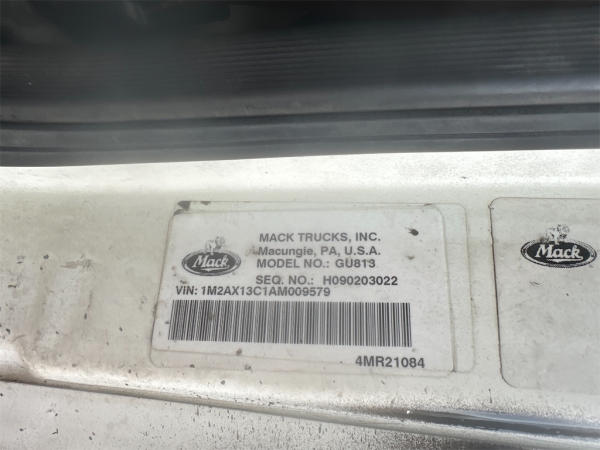 MACK TRUCKS, INC.
Macungie, PA, U.S.A.
MODEL NO.: GU813
SEQ. NO.: H090203022
VIN: 1M2AX13C1AM009579
4MR21084
Mack
Mack